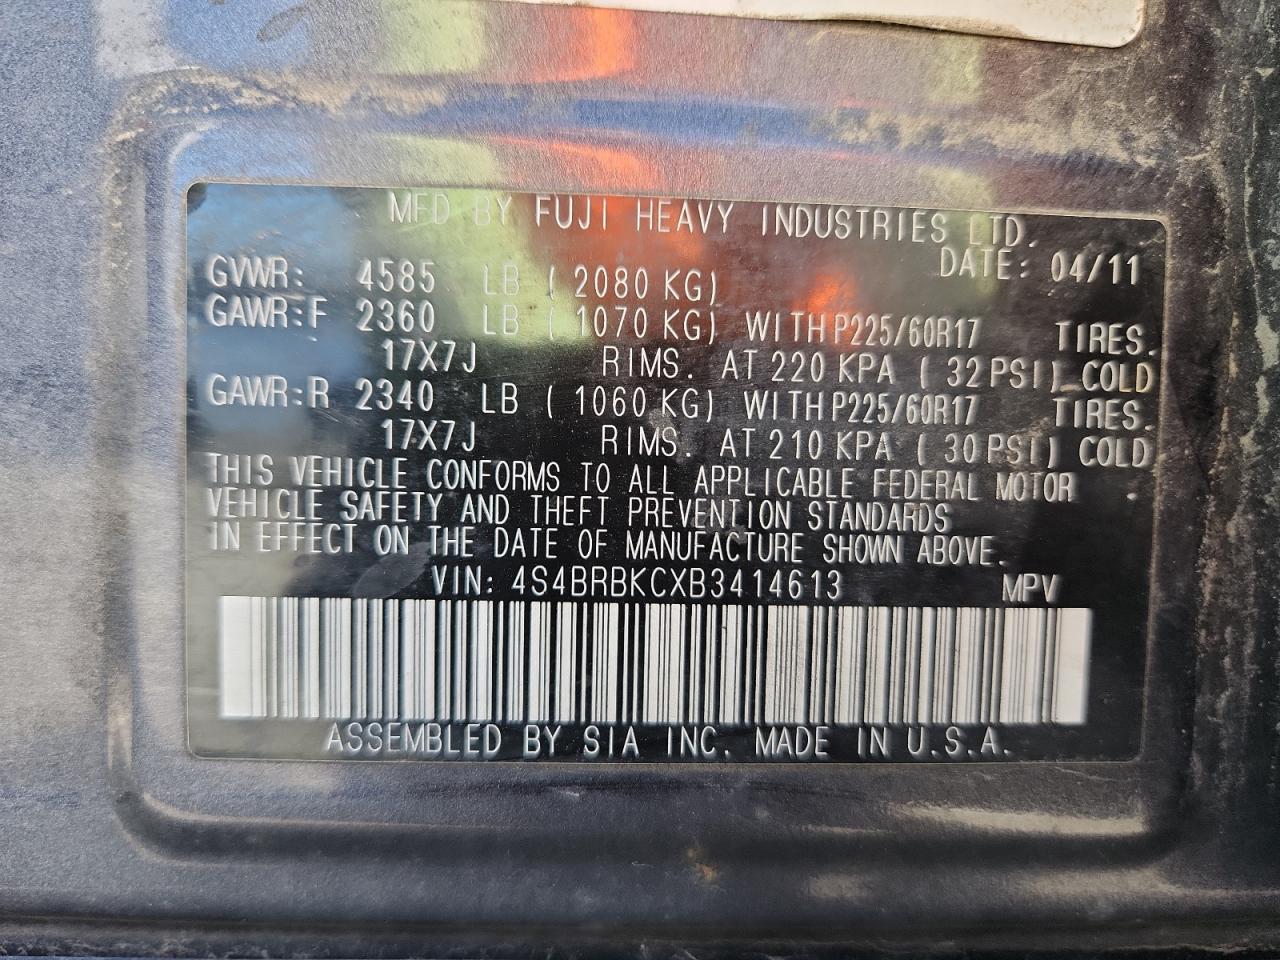 MFD BY FUJI HEAVY INDUSTRIES LTD.
DATE: 04/11
GVWR: 4585 LB ( 2080 KG)
GAWR:F 2360 LB ( 1070 KG) WITH P225/60R17 TIRES.
17X7J RIMS. AT 220 KPA ( 32 PSI) COLD
GAWR:R 2340 LB ( 1060 KG) WITH P225/60R17 TIRES.
17X7J RIMS. AT 210 KPA ( 30 PSI) COLD
THIS VEHICLE CONFORMS TO ALL APPLICABLE FEDERAL MOTOR .
VEHICLE SAFETY AND THEFT PREVENTION STANDARDS
IN EFFECT ON THE DATE OF MANUFACTURE SHOWN ABOVE.
VIN: 4S4BRBKCXB3414613 MPV
ASSEMBLED BY SIA INC. MADE IN U.S.A.